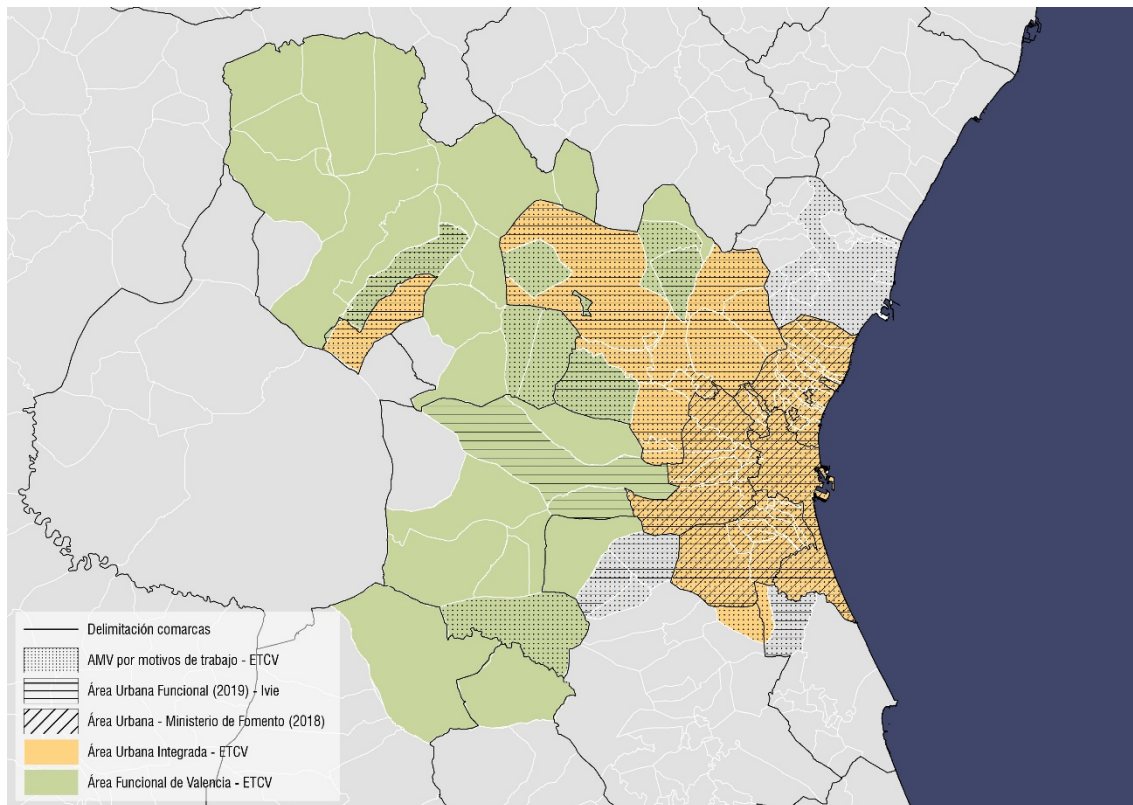 Delimitación comarcas
AMV por motivos de trabajo - ETCV
Área Urbana Funcional (2019) - Ivie
Área Urbana - Ministerio de Fomento (2018)
Área Urbana Integrada - ETCV
Área Funcional de Valencia - ETCV